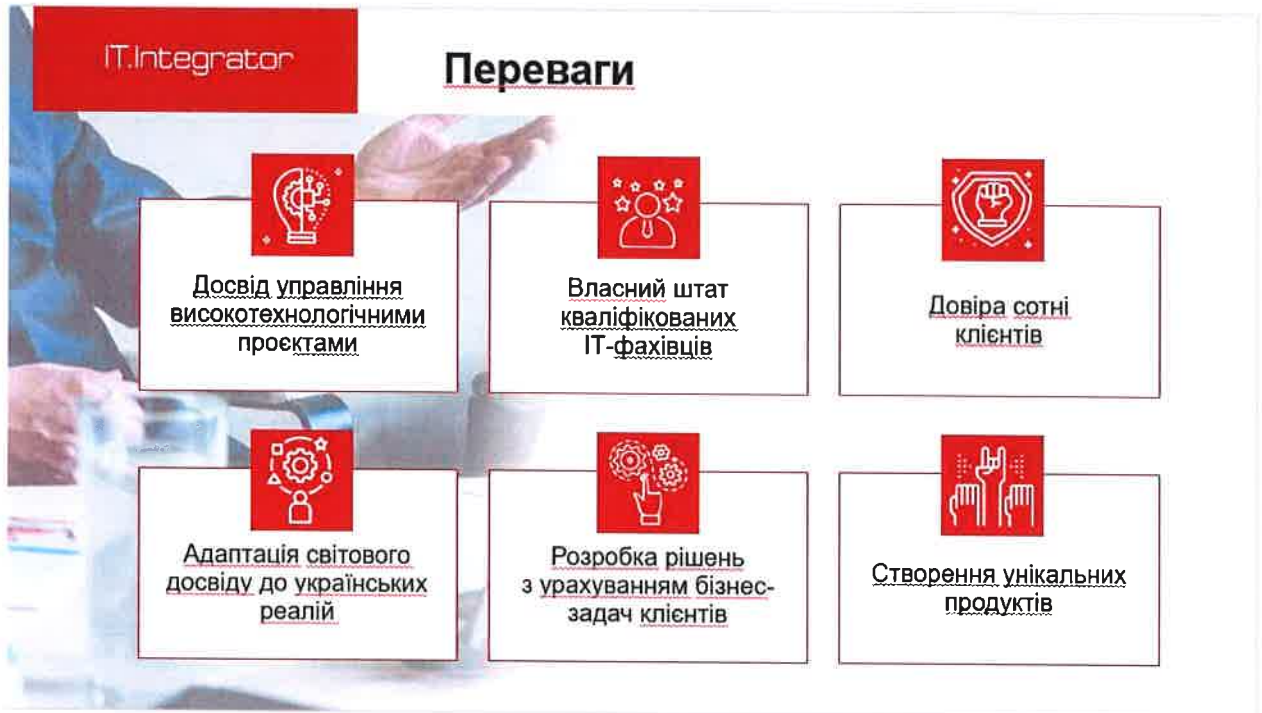 IT.Integrator
Переваги
Досвід управління
високотехнологічними
проєктами
Власний штат
кваліфікованих
ІТ-фахівців
Довіра сотні
клієнтів
Адаптація світового
досвіду до українських
реалій
Розробка рішень
з урахуванням бізнес-
задач клієнтів
Створення унікальних
продуктів